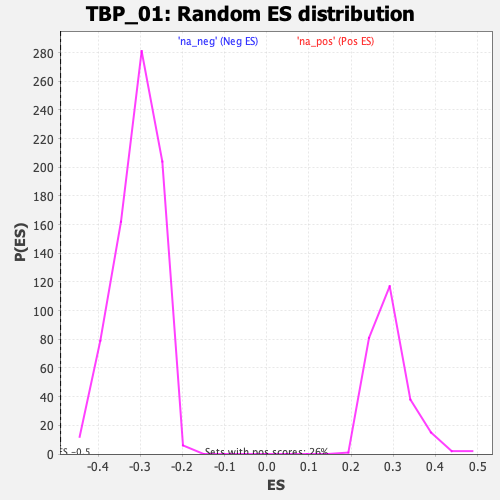 TBP_01: Random ES distribution
'na_neg' (Neg ES) 'na_pos' (Pos ES)
280
260
240
220
200
180
160
140
120
100
80
60
40
20
0
P(ES)
Sets with pos scores: 26%
-0.4 -0.3 -0.2 -0.1 0.0 0.1 0.2 0.3 0.4 0.5
ES